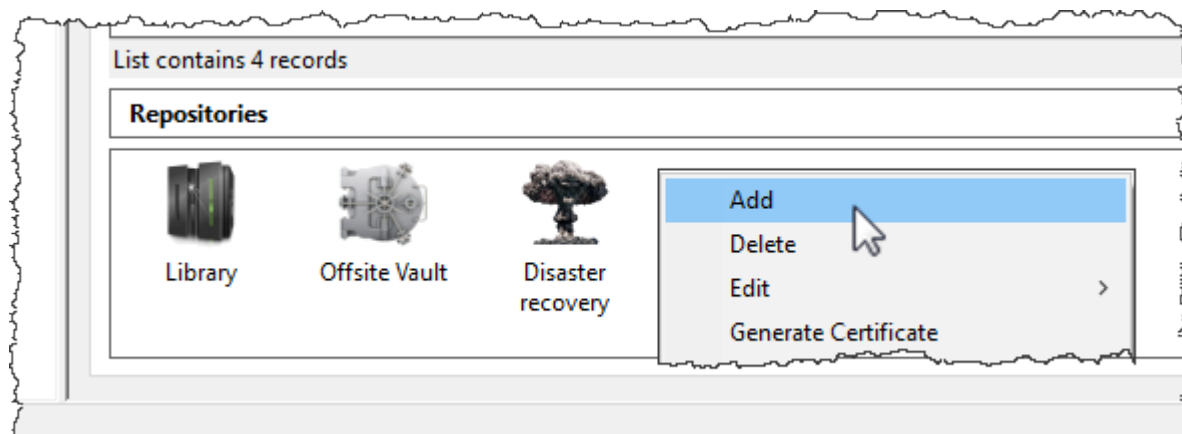 List contains 4 records
Repositories
Library
Offsite Vault
Disaster
recovery
Add
Delete
Edit
Generate Certificate